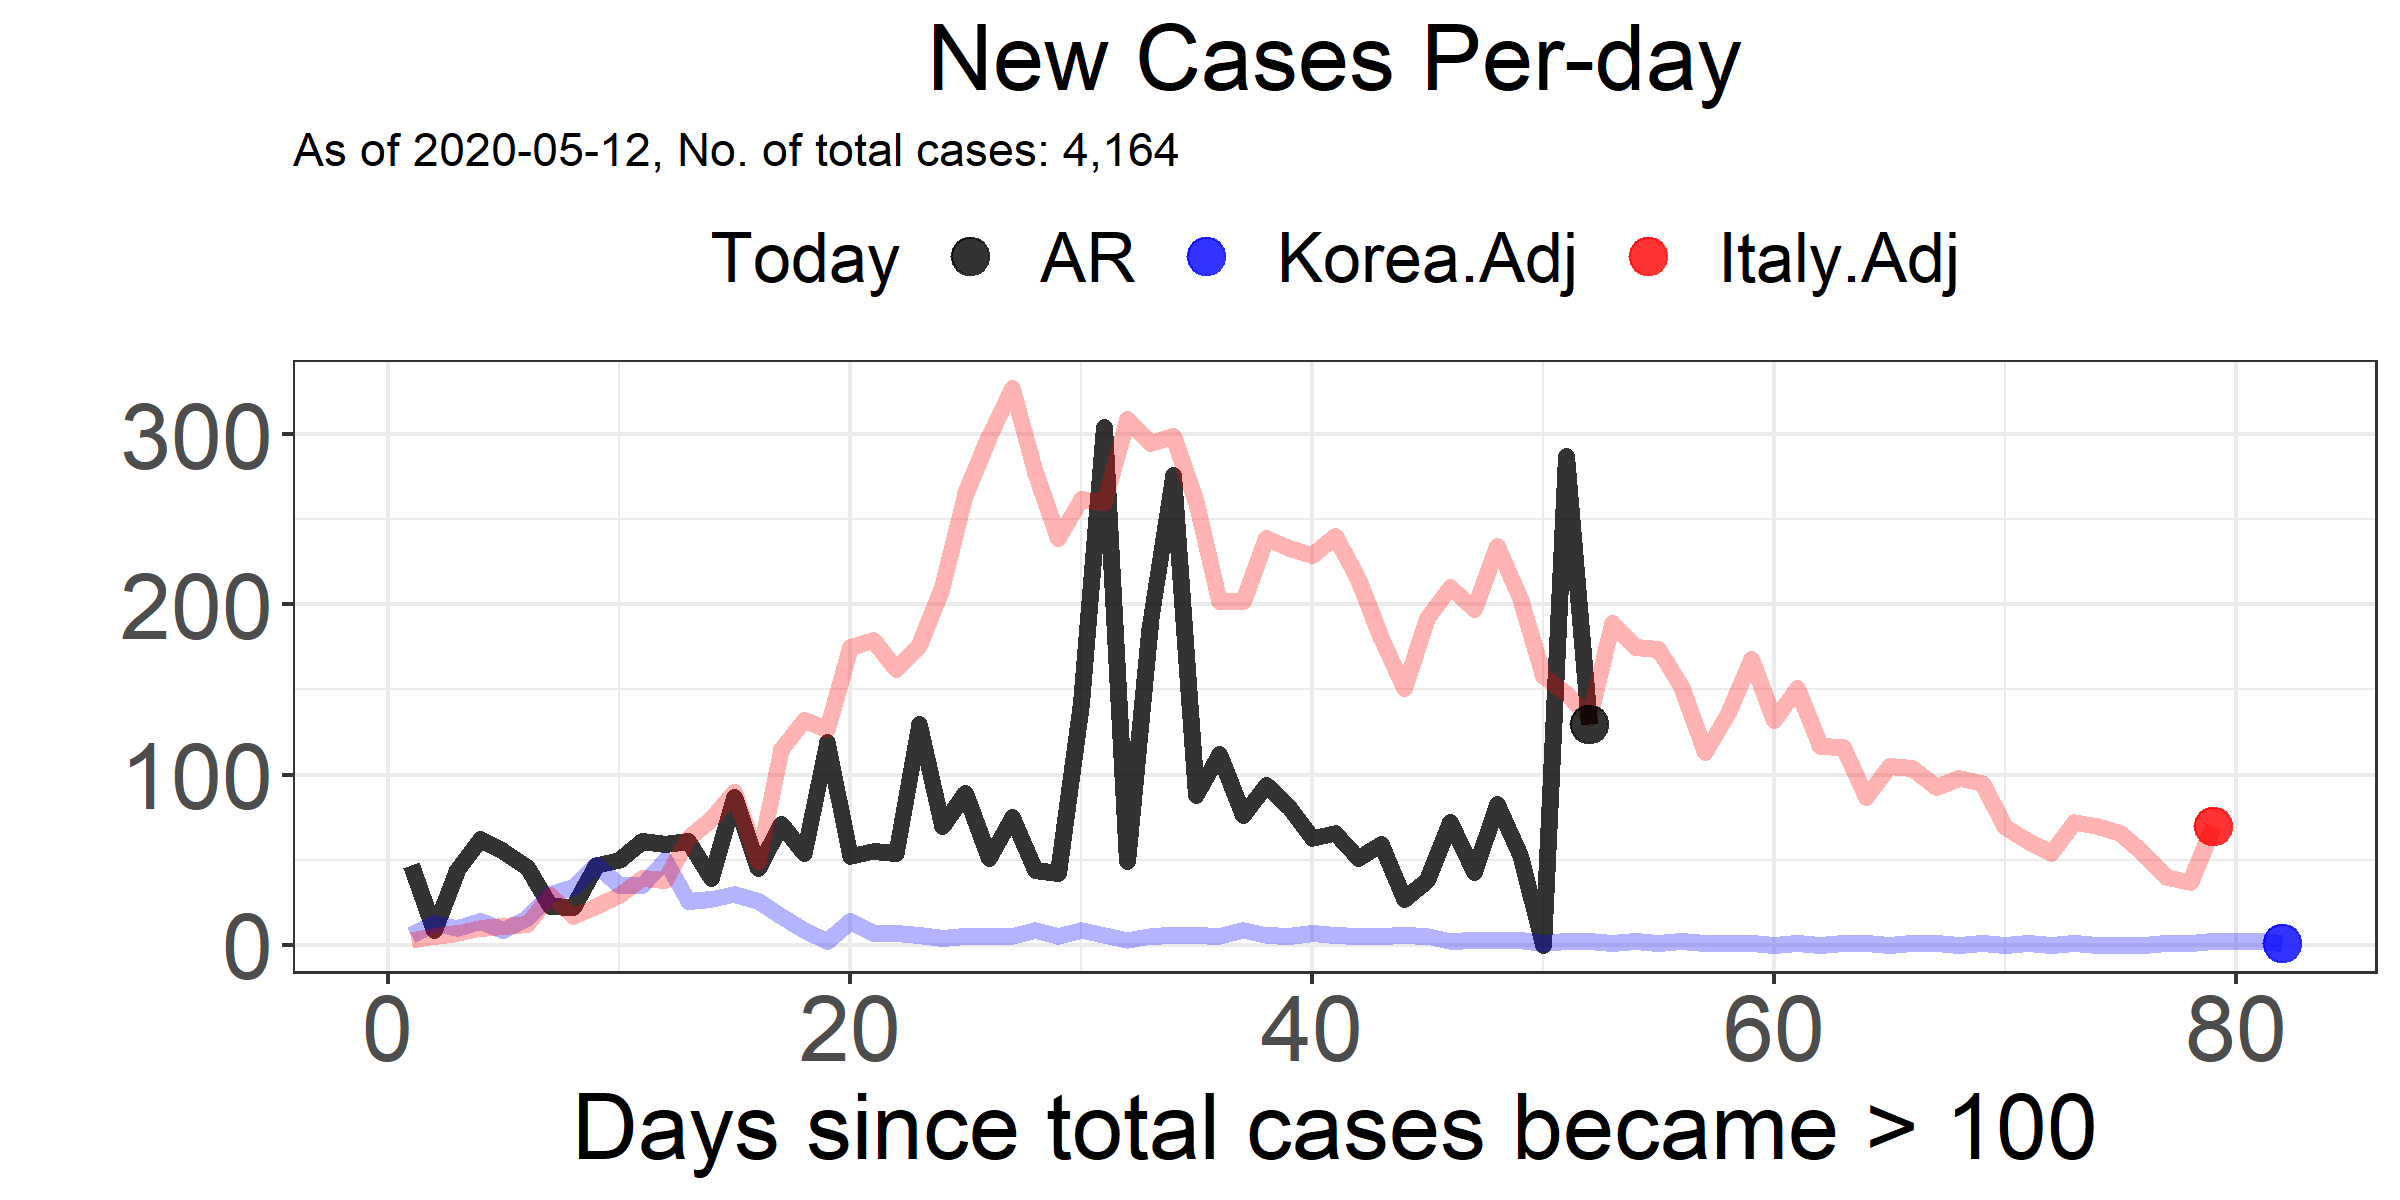 New Cases Per-day
As of 2020-05-12, No. of total cases: 4,164
Today AR Korea.Adj Italy.Adj
300
200
100
0
0 20 40 60 80
Days since total cases became > 100